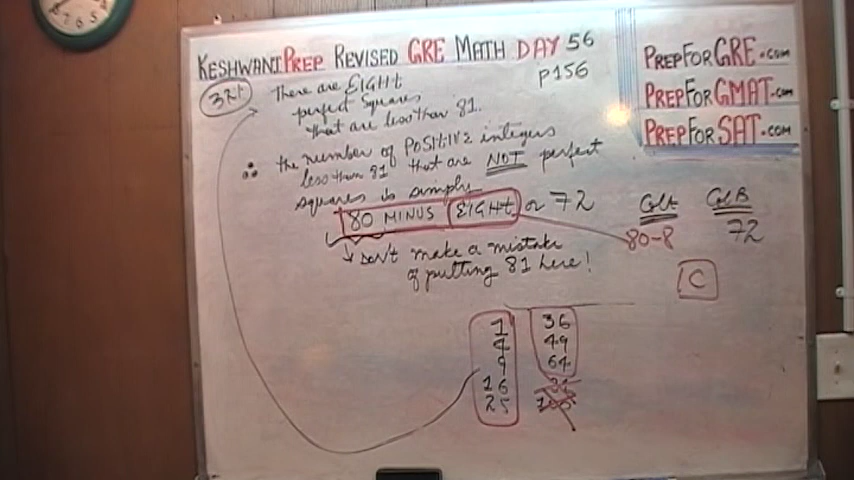 KESHWANI PREP REVISED GRE MATH DAY 56
p156
PREPFORGRE.com
PREPFORGMAT.com
PREPFORSAT.com
There are EIGHT
perfect squares
that are less than 81.
∴ the number of POSITIVE integers
less than 81 that are NOT perfect
squares is simply
80 MINUS EIGHT or 72
↓ Don't make a mistake
of putting 81 here!
Col A Col B
80-8 72
C
1 36
4 49
9 64
16 81
25 100